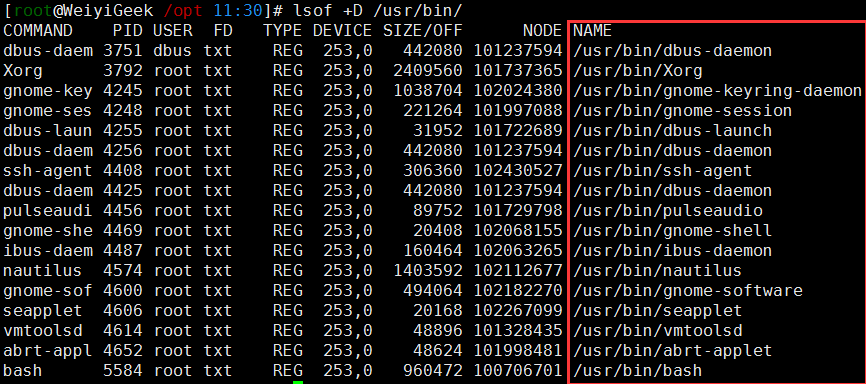 [root@WeiyiGeek /opt 11:30]# lsof +D /usr/bin/
COMMAND PID USER FD TYPE DEVICE SIZE/OFF NODE NAME
dbus-daem 3751 dbus txt REG 253,0 442080 101237594 /usr/bin/dbus-daemon
Xorg 3792 root txt REG 253,0 2409560 101737365 /usr/bin/Xorg
gnome-key 4245 root txt REG 253,0 1038704 102024380 /usr/bin/gnome-keyring-daemon
gnome-ses 4248 root txt REG 253,0 221264 101997088 /usr/bin/gnome-session
dbus-laun 4255 root txt REG 253,0 31952 101722689 /usr/bin/dbus-launch
dbus-daem 4256 root txt REG 253,0 442080 101237594 /usr/bin/dbus-daemon
ssh-agent 4408 root txt REG 253,0 306360 102430527 /usr/bin/ssh-agent
dbus-daem 4425 root txt REG 253,0 442080 101237594 /usr/bin/dbus-daemon
pulseaudi 4456 root txt REG 253,0 89752 101729798 /usr/bin/pulseaudio
gnome-she 4469 root txt REG 253,0 20408 102068155 /usr/bin/gnome-shell
ibus-daem 4487 root txt REG 253,0 160464 102063265 /usr/bin/ibus-daemon
nautilus 4574 root txt REG 253,0 1403592 102112677 /usr/bin/nautilus
gnome-sof 4600 root txt REG 253,0 494064 102182270 /usr/bin/gnome-software
seapplet 4606 root txt REG 253,0 20168 102267099 /usr/bin/seapplet
vmtoolsd 4614 root txt REG 253,0 48896 101328435 /usr/bin/vmtoolsd
abrt-appl 4652 root txt REG 253,0 48624 101998481 /usr/bin/abrt-applet
bash 5584 root txt REG 253,0 960472 100706701 /usr/bin/bash